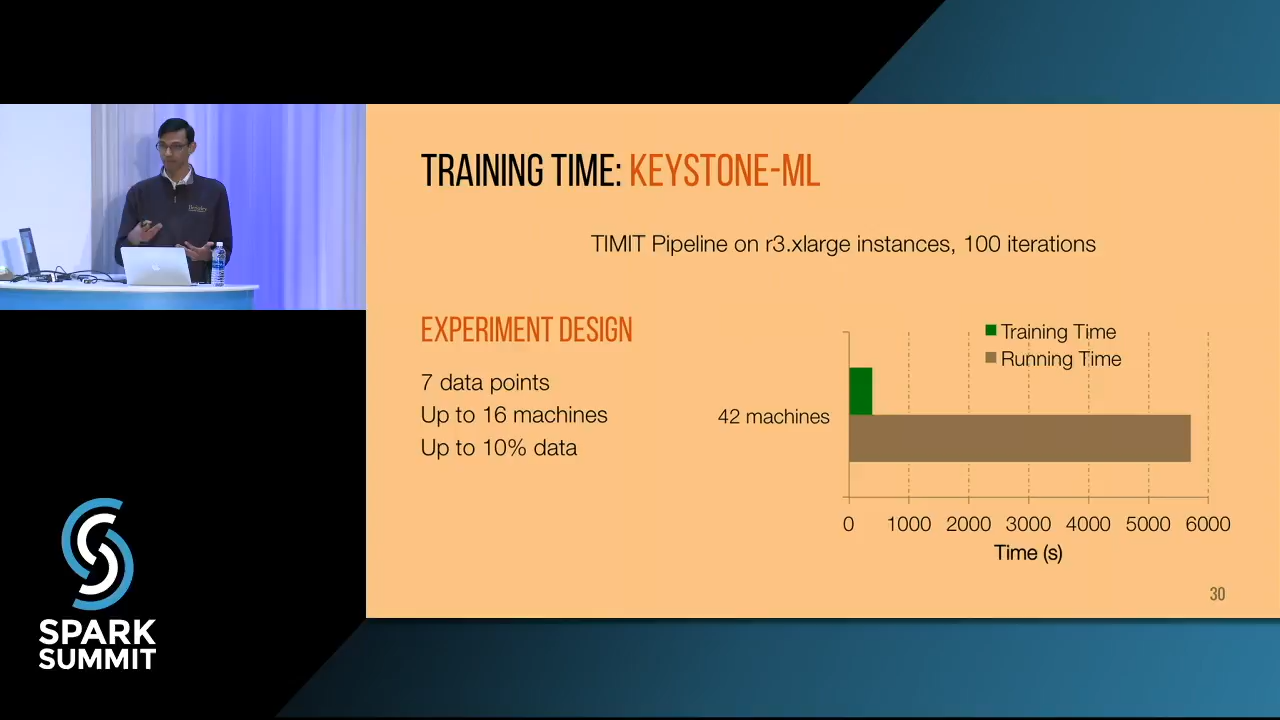 TRAINING TIME: KEYSTONE-ML
TIMIT Pipeline on r3.xlarge instances, 100 iterations
EXPERIMENT DESIGN
7 data points
Up to 16 machines
Up to 10% data
Training Time
Running Time
42 machines
0 1000 2000 3000 4000 5000 6000
Time (s)
30
Berkeley
SPARK
SUMMIT